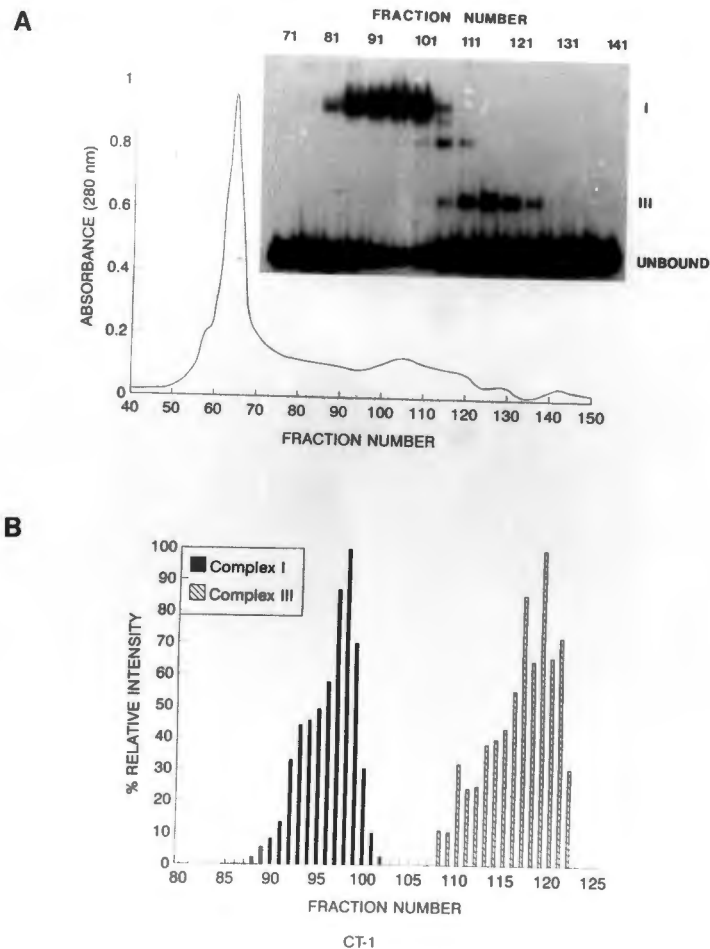 A
FRACTION NUMBER
71 81 91 101 111 121 131 141
I
III
UNBOUND
1
0.8
0.6
0.4
0.2
0
ABSORBANCE (280 nm)
40 50 60 70 80 90 100 110 120 130 140 150
FRACTION NUMBER
B
Complex I
Complex III
100
90
80
70
60
50
40
30
20
10
0
% RELATIVE INTENSITY
80 85 90 95 100 105 110 115 120 125
FRACTION NUMBER
CT-1